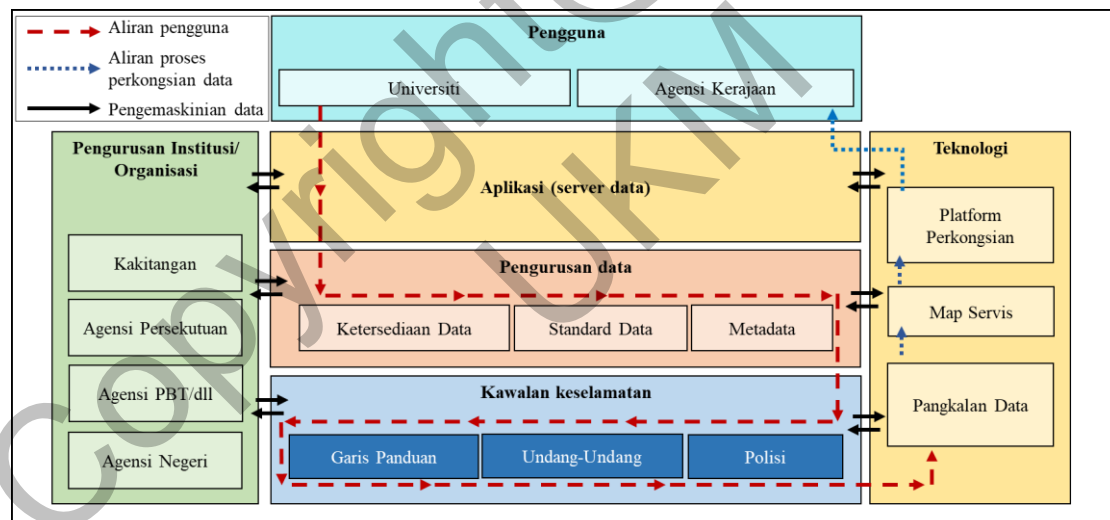 Aliran pengguna
Aliran proses
perkongsian data
Pengemaskinian data
Pengguna
Universiti
Agensi Kerajaan
Pengurusan Institusi/
Organisasi
Kakitangan
Agensi Persekutuan
Agensi PBT/dll
Agensi Negeri
Aplikasi (server data)
Pengurusan data
Ketersediaan Data
Standard Data
Metadata
Kawalan keselamatan
Garis Panduan
Undang-Undang
Polisi
Teknologi
Platform
Perkongsian
Map Servis
Pangkalan Data
Copyright@
UKM